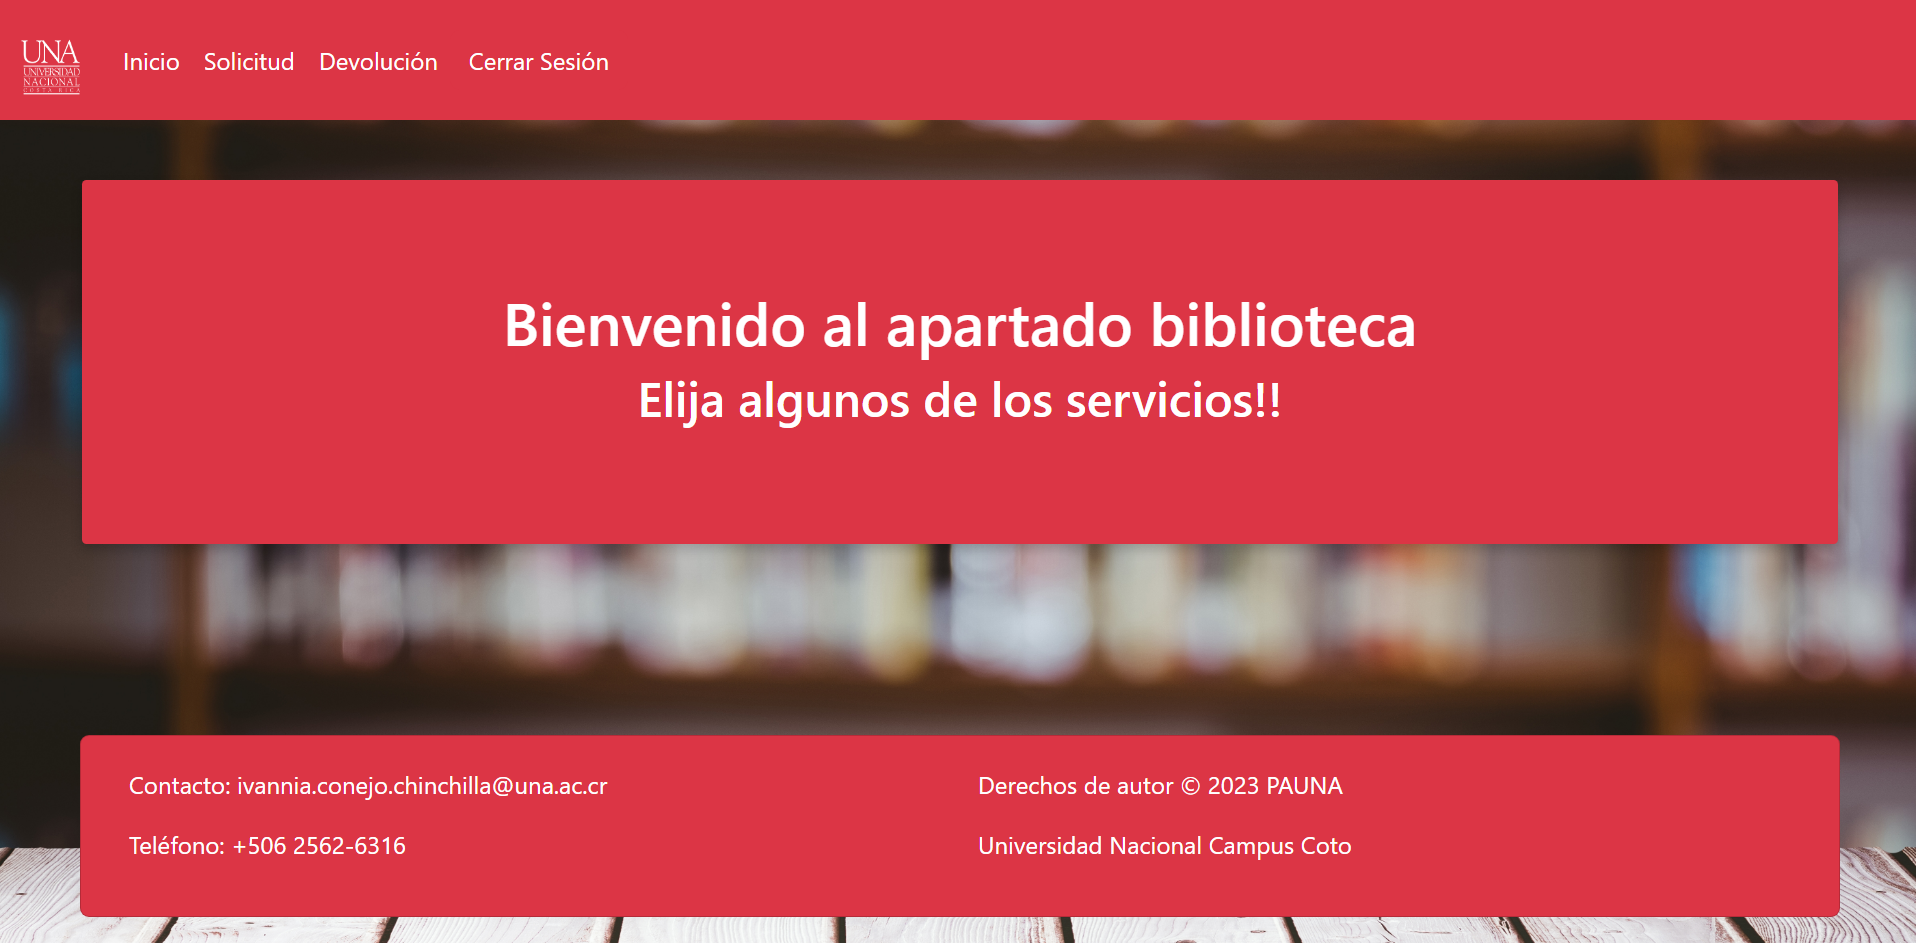 UNA
UNIVERSIDAD
NACIONAL
COSTA RICA
Inicio Solicitud Devolución Cerrar Sesión
Bienvenido al apartado biblioteca
Elija algunos de los servicios!!
Contacto: ivannia.conejo.chinchilla@una.ac.cr
Teléfono: +506 2562-6316
Derechos de autor © 2023 PAUNA
Universidad Nacional Campus Coto